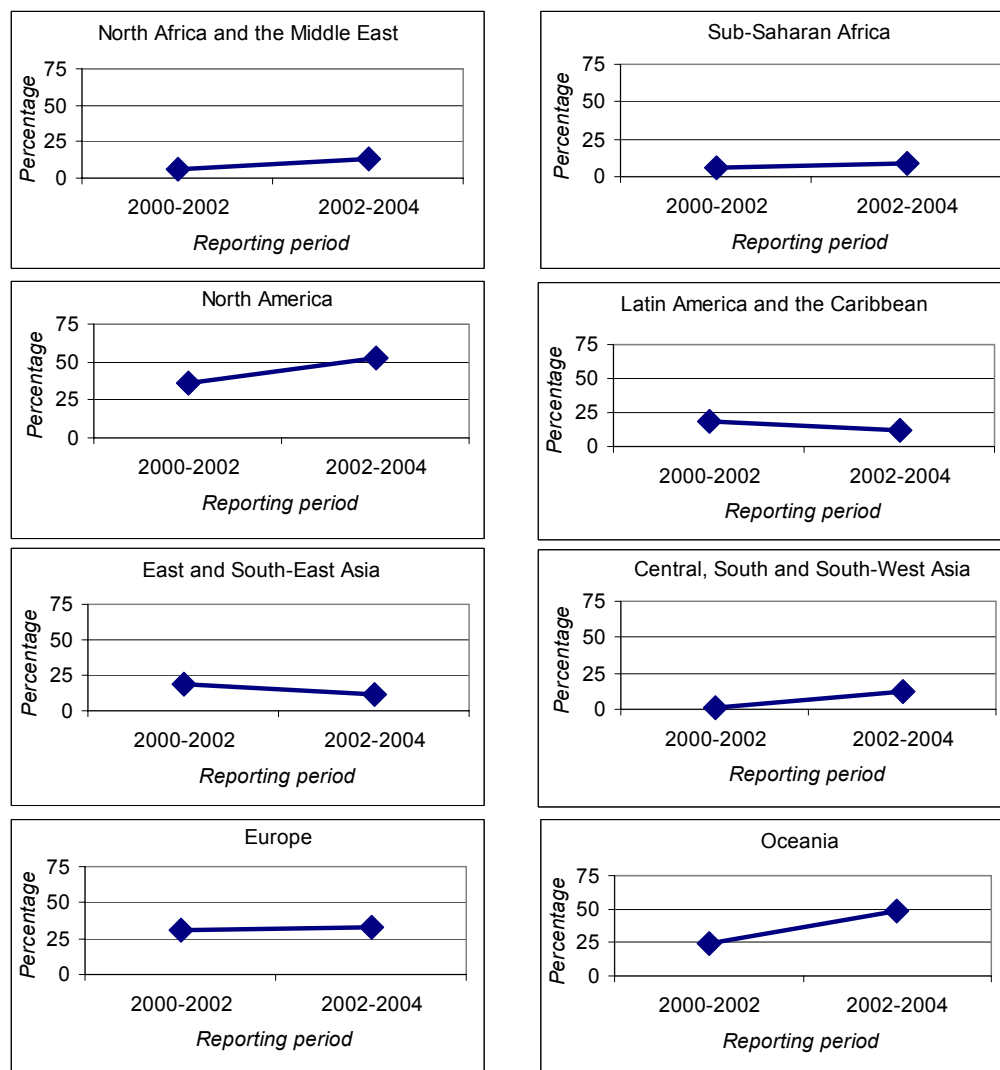 North Africa and the Middle East
75
50
25
0
Percentage
2000-2002 2002-2004
Reporting period
Sub-Saharan Africa
75
50
25
0
Percentage
2000-2002 2002-2004
Reporting period
North America
75
50
25
0
Percentage
2000-2002 2002-2004
Reporting period
Latin America and the Caribbean
75
50
25
0
Percentage
2000-2002 2002-2004
Reporting period
East and South-East Asia
75
50
25
0
Percentage
2000-2002 2002-2004
Reporting period
Central, South and South-West Asia
75
50
25
0
Percentage
2000-2002 2002-2004
Reporting period
Europe
75
50
25
0
Percentage
2000-2002 2002-2004
Reporting period
Oceania
75
50
25
0
Percentage
2000-2002 2002-2004
Reporting period